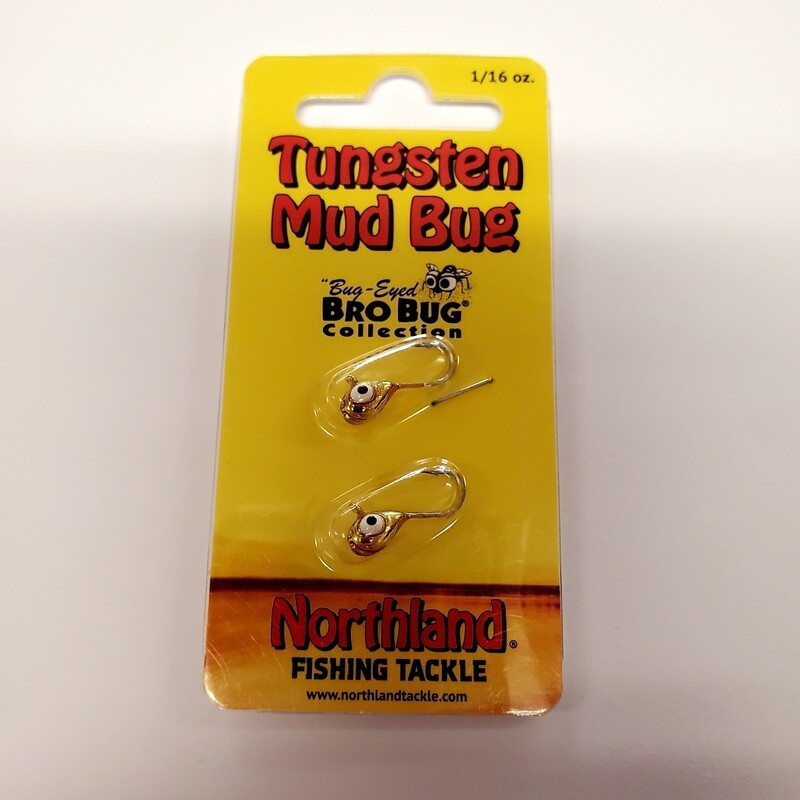 1/16 oz.
Tungsten
Mud Bug
"Bug-Eyed
BRO BUG®
Collection
Northland®
FISHING TACKLE
www.northlandtackle.com